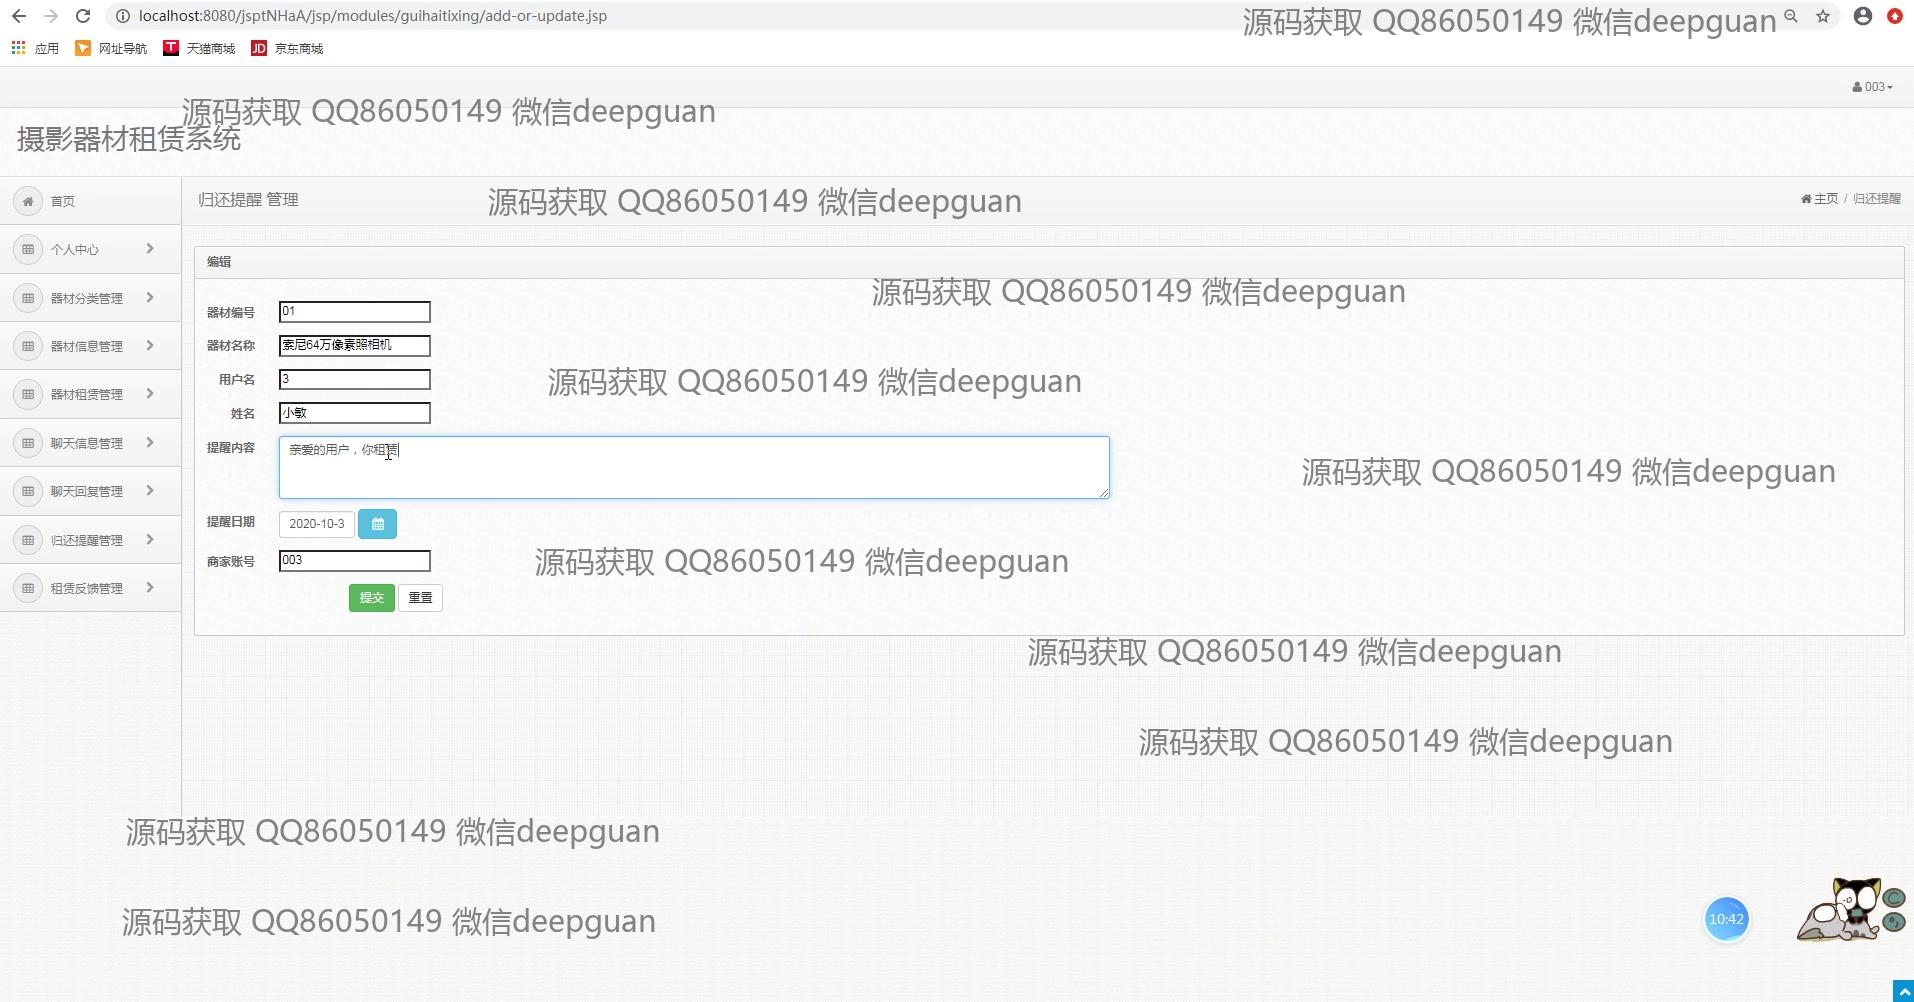 localhost:8080/jsptNHaA/jsp/modules/guihaitixing/add-or-update.jsp
源码获取 QQ86050149 微信deepguan
应用 网址导航 T 天猫商城 JD 京东商城
003
源码获取 QQ86050149 微信deepguan
摄影器材租赁系统
首页
归还提醒 管理
源码获取 QQ86050149 微信deepguan
主页 / 归还提醒
个人中心
编辑
器材分类管理
源码获取 QQ86050149 微信deepguan
器材编号 01
器材信息管理
器材名称 索尼64万像素照相机
用户名 3
源码获取 QQ86050149 微信deepguan
器材租赁管理
姓名 小敏
聊天信息管理
提醒内容 亲爱的用户，你租赁
源码获取 QQ86050149 微信deepguan
聊天回复管理
提醒日期 2020-10-3
归还提醒管理
商家账号 003
源码获取 QQ86050149 微信deepguan
租赁反馈管理
提交 重置
源码获取 QQ86050149 微信deepguan
源码获取 QQ86050149 微信deepguan
源码获取 QQ86050149 微信deepguan
源码获取 QQ86050149 微信deepguan
10:42